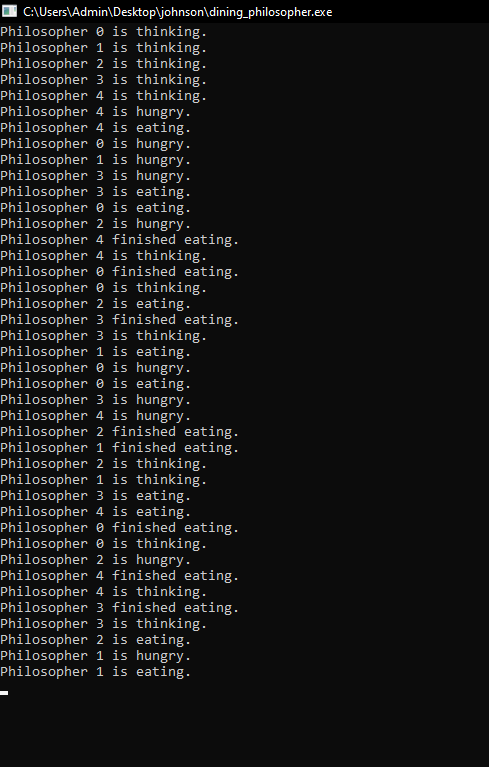 C:\Users\Admin\Desktop\johnson\dining_philosopher.exe
Philosopher 0 is thinking.
Philosopher 1 is thinking.
Philosopher 2 is thinking.
Philosopher 3 is thinking.
Philosopher 4 is thinking.
Philosopher 4 is hungry.
Philosopher 4 is eating.
Philosopher 0 is hungry.
Philosopher 1 is hungry.
Philosopher 3 is hungry.
Philosopher 3 is eating.
Philosopher 0 is eating.
Philosopher 2 is hungry.
Philosopher 4 finished eating.
Philosopher 4 is thinking.
Philosopher 0 finished eating.
Philosopher 0 is thinking.
Philosopher 2 is eating.
Philosopher 3 finished eating.
Philosopher 3 is thinking.
Philosopher 1 is eating.
Philosopher 0 is hungry.
Philosopher 0 is eating.
Philosopher 3 is hungry.
Philosopher 4 is hungry.
Philosopher 2 finished eating.
Philosopher 1 finished eating.
Philosopher 2 is thinking.
Philosopher 1 is thinking.
Philosopher 3 is eating.
Philosopher 4 is eating.
Philosopher 0 finished eating.
Philosopher 0 is thinking.
Philosopher 2 is hungry.
Philosopher 4 finished eating.
Philosopher 4 is thinking.
Philosopher 3 finished eating.
Philosopher 3 is thinking.
Philosopher 2 is eating.
Philosopher 1 is hungry.
Philosopher 1 is eating.